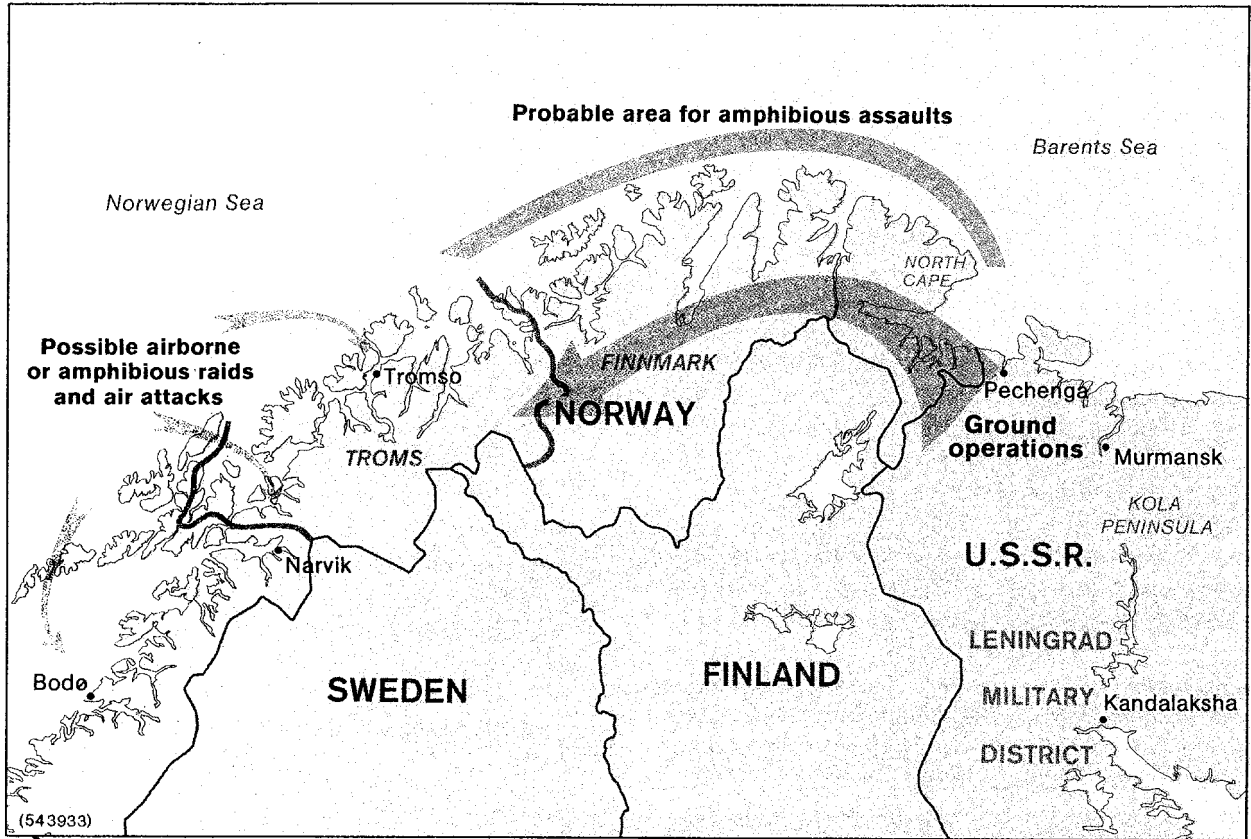 Probable area for amphibious assaults
Barents Sea
Norwegian Sea
NORTH
CAPE
Possible airborne
or amphibious raids
and air attacks
Tromso
FINNMARK
Pechenga
NORWAY
Ground
operations
TROMS
Murmansk
KOLA
PENINSULA
Narvik
U.S.S.R.
LENINGRAD
MILITARY
DISTRICT
Kandalaksha
FINLAND
SWEDEN
Bodø
(543933)